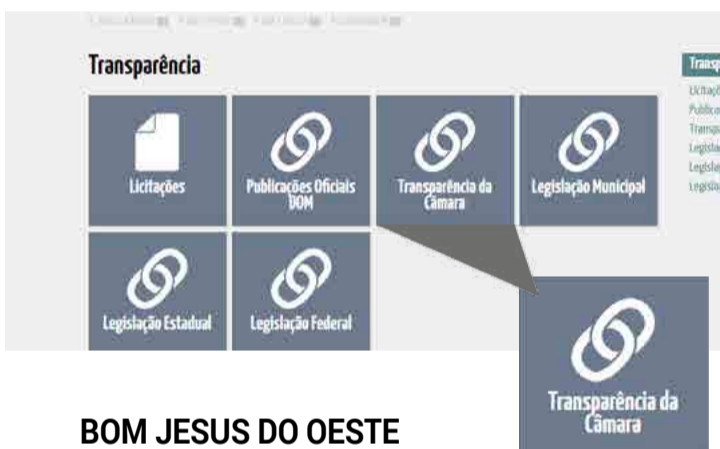 Transparência
Licitações
Publicações Oficiais
DOM
Transparência da
Câmara
Legislação Municipal
Legislação Estadual
Legislação Federal
Transparência da
Câmara
BOM JESUS DO OESTE